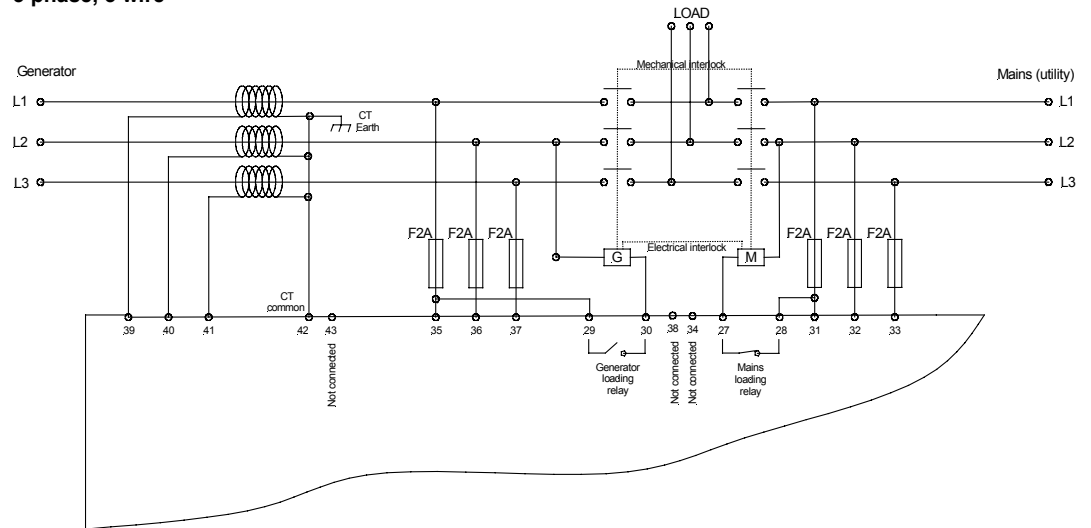 3 phase, 3 wire
LOAD
Generator
Mechanical interlock
Mains (utility)
L1
CT
Earth
L1
L2
L2
L3
L3
F2A
F2A
F2A
F2A
F2A
F2A
Electrical interlock
G
M
CT
common
39
40
41
42
43
35
36
37
29
30
38
34
27
28
31
32
33
Not connected
Generator
loading
relay
Not connected
Not connected
Mains
loading
relay